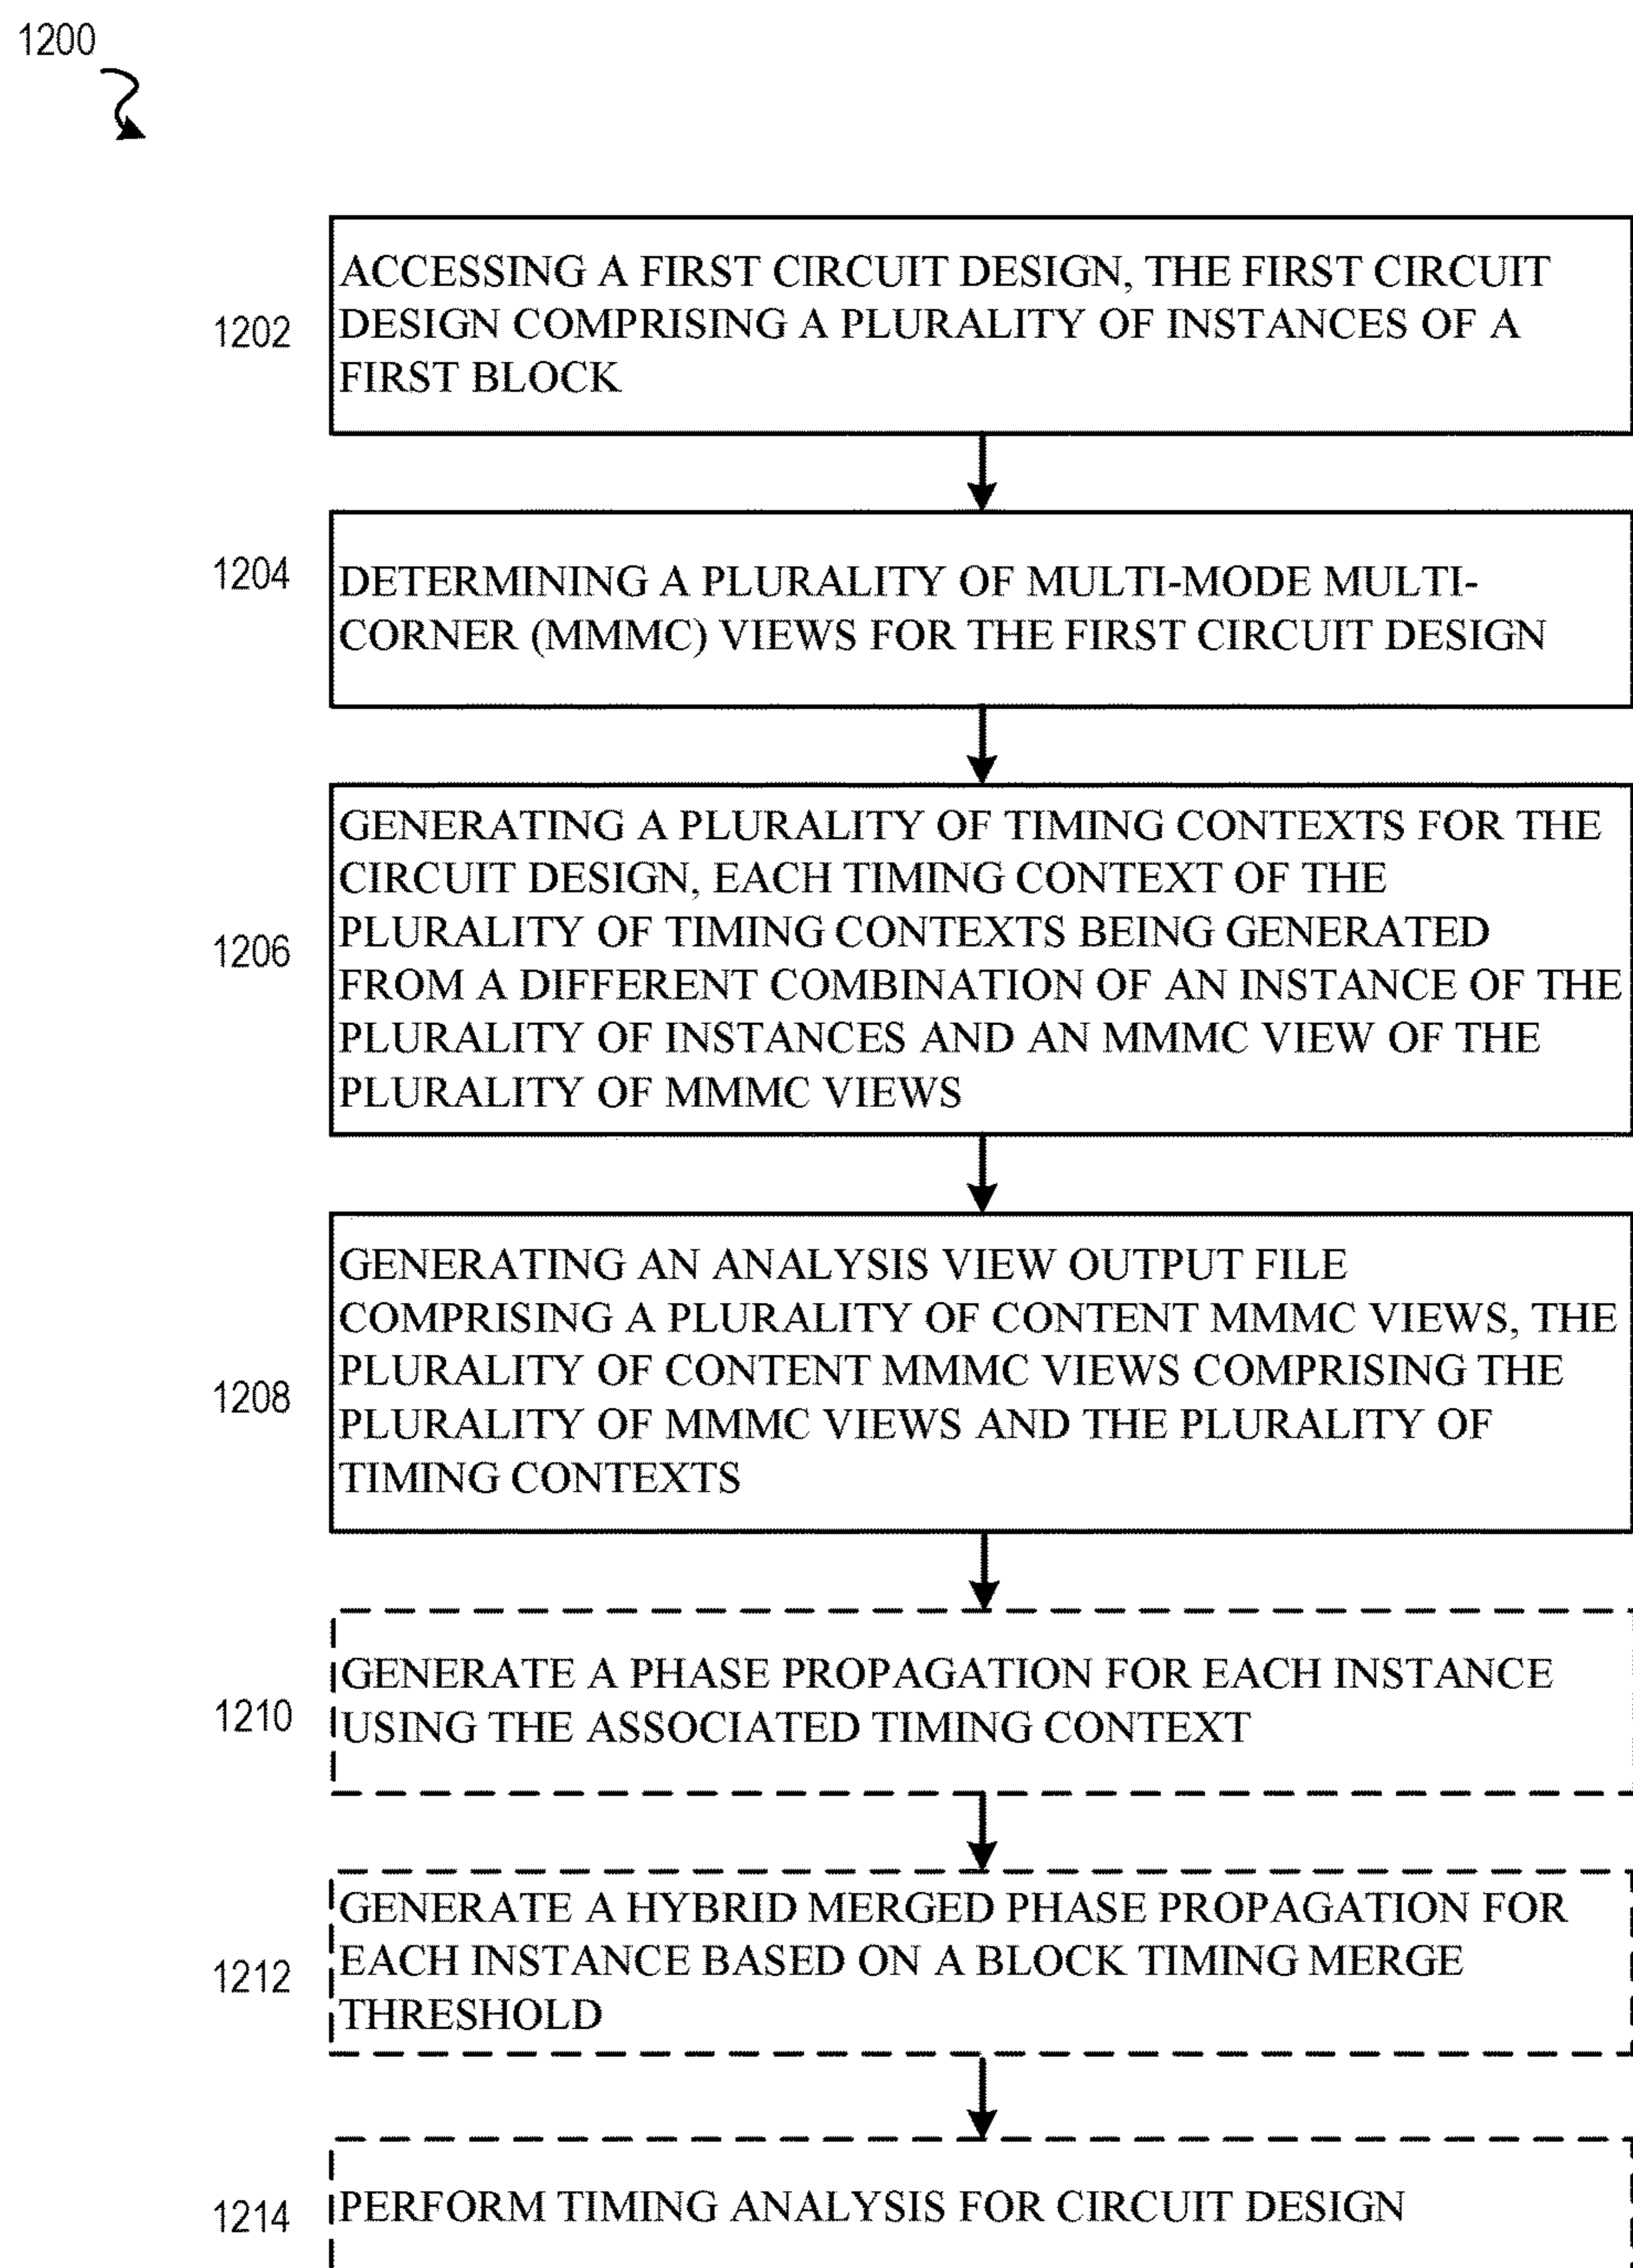 1200
1202
ACCESSING A FIRST CIRCUIT DESIGN, THE FIRST CIRCUIT
DESIGN COMPRISING A PLURALITY OF INSTANCES OF A
FIRST BLOCK
1204
DETERMINING A PLURALITY OF MULTI-MODE MULTI-
CORNER (MMMC) VIEWS FOR THE FIRST CIRCUIT DESIGN
1206
GENERATING A PLURALITY OF TIMING CONTEXTS FOR THE
CIRCUIT DESIGN, EACH TIMING CONTEXT OF THE
PLURALITY OF TIMING CONTEXTS BEING GENERATED
FROM A DIFFERENT COMBINATION OF AN INSTANCE OF THE
PLURALITY OF INSTANCES AND AN MMMC VIEW OF THE
PLURALITY OF MMMC VIEWS
1208
GENERATING AN ANALYSIS VIEW OUTPUT FILE
COMPRISING A PLURALITY OF CONTENT MMMC VIEWS, THE
PLURALITY OF CONTENT MMMC VIEWS COMPRISING THE
PLURALITY OF MMMC VIEWS AND THE PLURALITY OF
TIMING CONTEXTS
1210
GENERATE A PHASE PROPAGATION FOR EACH INSTANCE
USING THE ASSOCIATED TIMING CONTEXT
1212
GENERATE A HYBRID MERGED PHASE PROPAGATION FOR
EACH INSTANCE BASED ON A BLOCK TIMING MERGE
THRESHOLD
1214
PERFORM TIMING ANALYSIS FOR CIRCUIT DESIGN